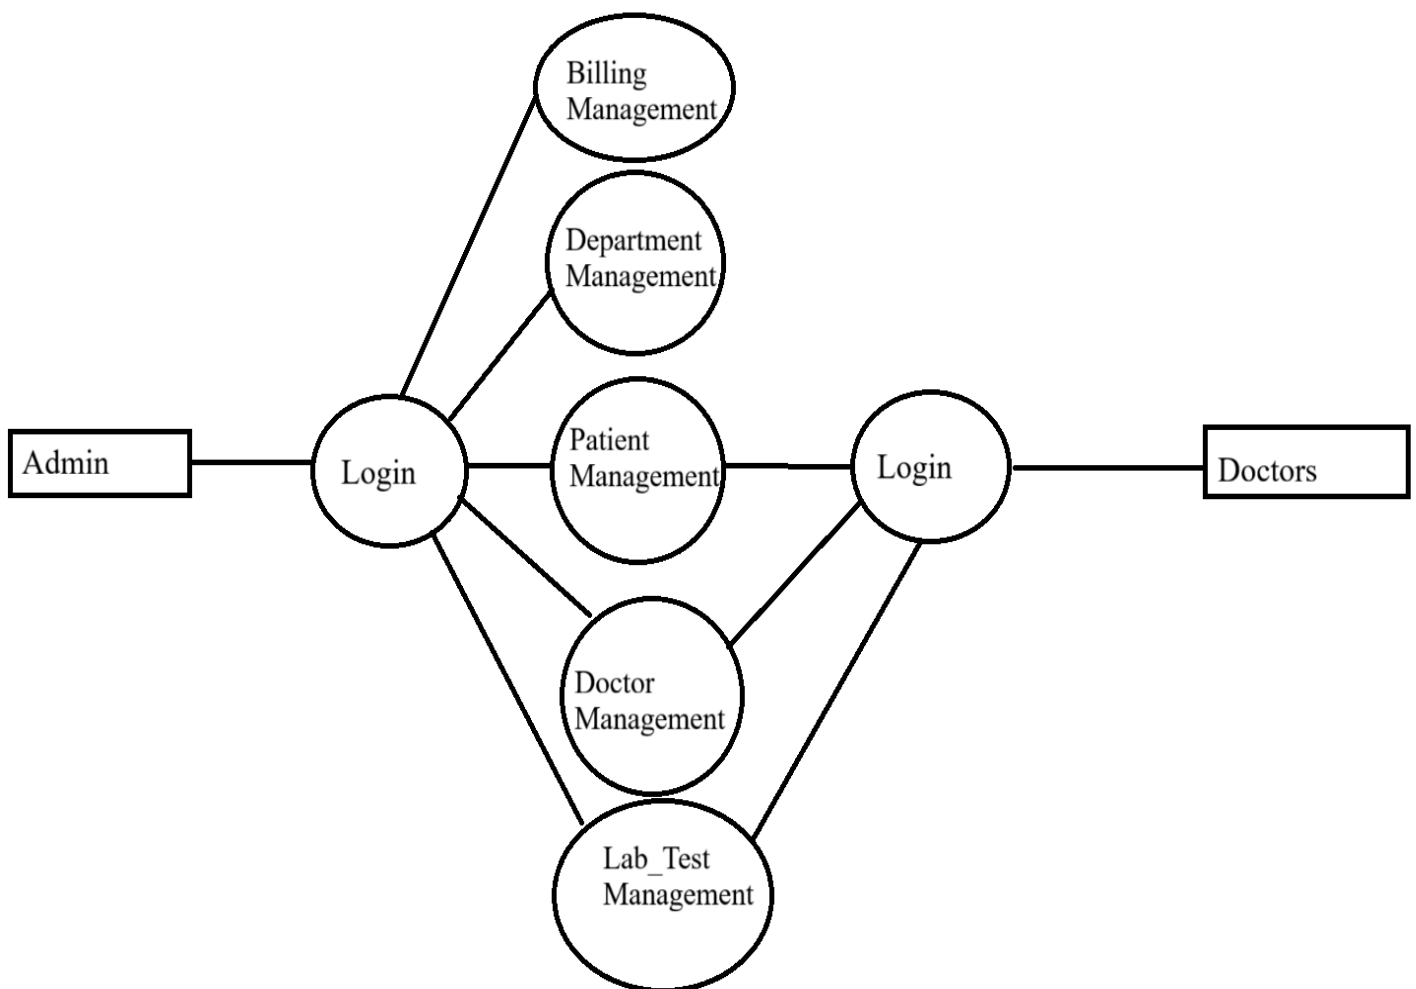 Billing
Management
Department
Management
Patient
Management
Admin
Login
Login
Doctors
Doctor
Management
Lab_Test
Management